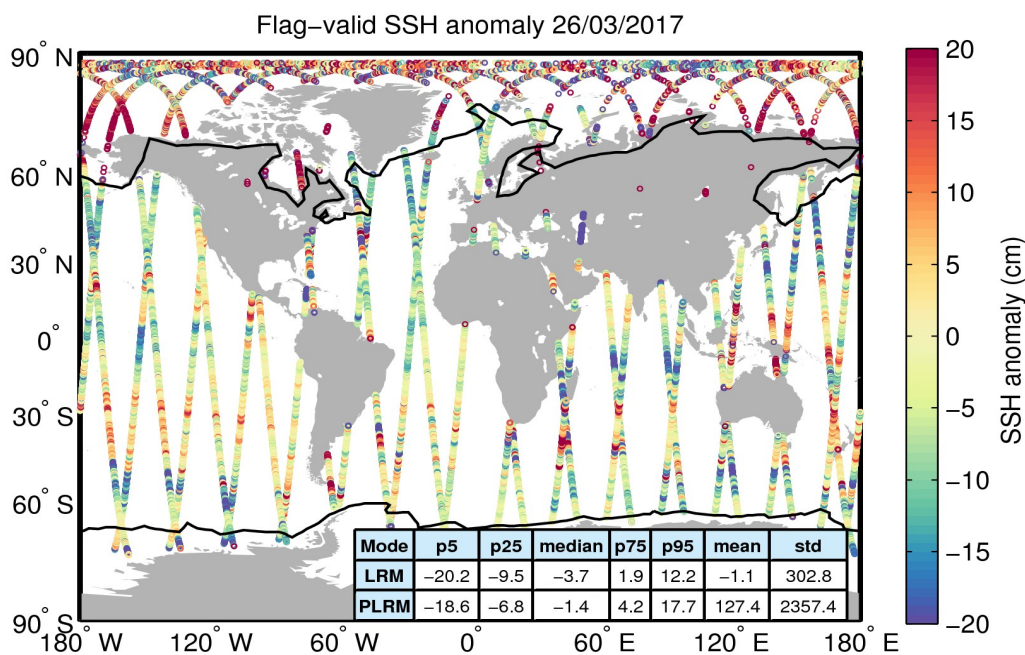 Flag−valid SSH anomaly 26/03/2017
90° N
60° N
30° N
0°
30° S
60° S
90° S
180° W 120° W 60° W 0° 60° E 120° E 180° E
20
15
10
5
0
−5
−10
−15
−20
SSH anomaly (cm)
Mode p5 p25 median p75 p95 mean std
LRM −20.2 −9.5 −3.7 1.9 12.2 −1.1 302.8
PLRM −18.6 −6.8 −1.4 4.2 17.7 127.4 2357.4